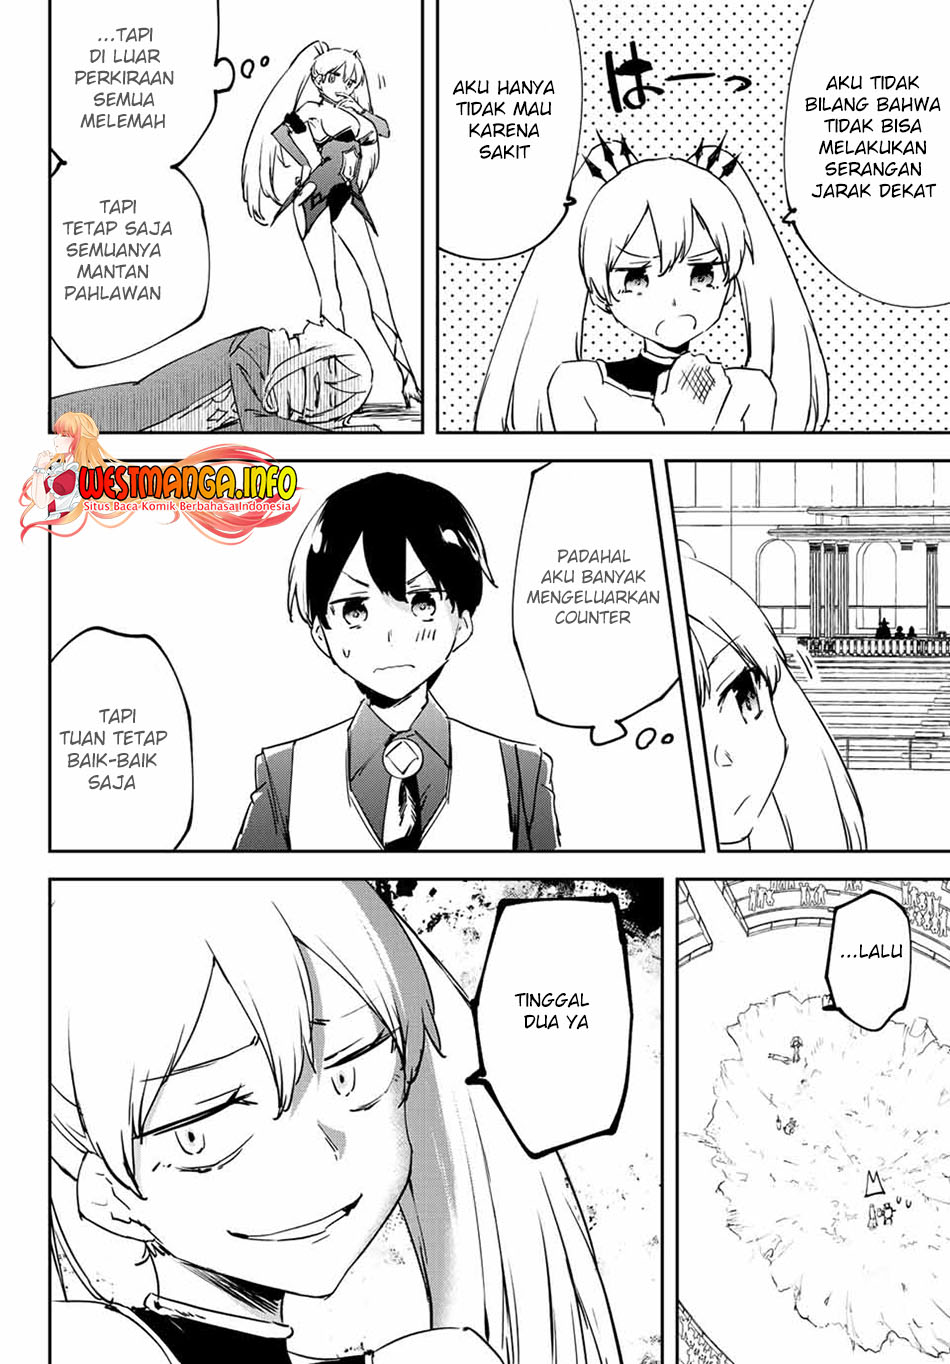 AKU TIDAK
BILANG BAHWA
TIDAK BISA
MELAKUKAN
SERANGAN
JARAK DEKAT
はーっ
AKU HANYA
TIDAK MAU
KARENA
SAKIT
...TAPI
DI LUAR
PERKIRAAN
SEMUA
MELEMAH
TAPI
TETAP SAJA
SEMUANYA
MANTAN
PAHLAWAN
WESTMANGA.INFO
Situs Baca Komik Berbahasa Indonesia
PADAHAL
AKU BANYAK
MENGELUARKAN
COUNTER
TAPI
TUAN TETAP
BAIK-BAIK
SAJA
...LALU
TINGGAL
DUA YA